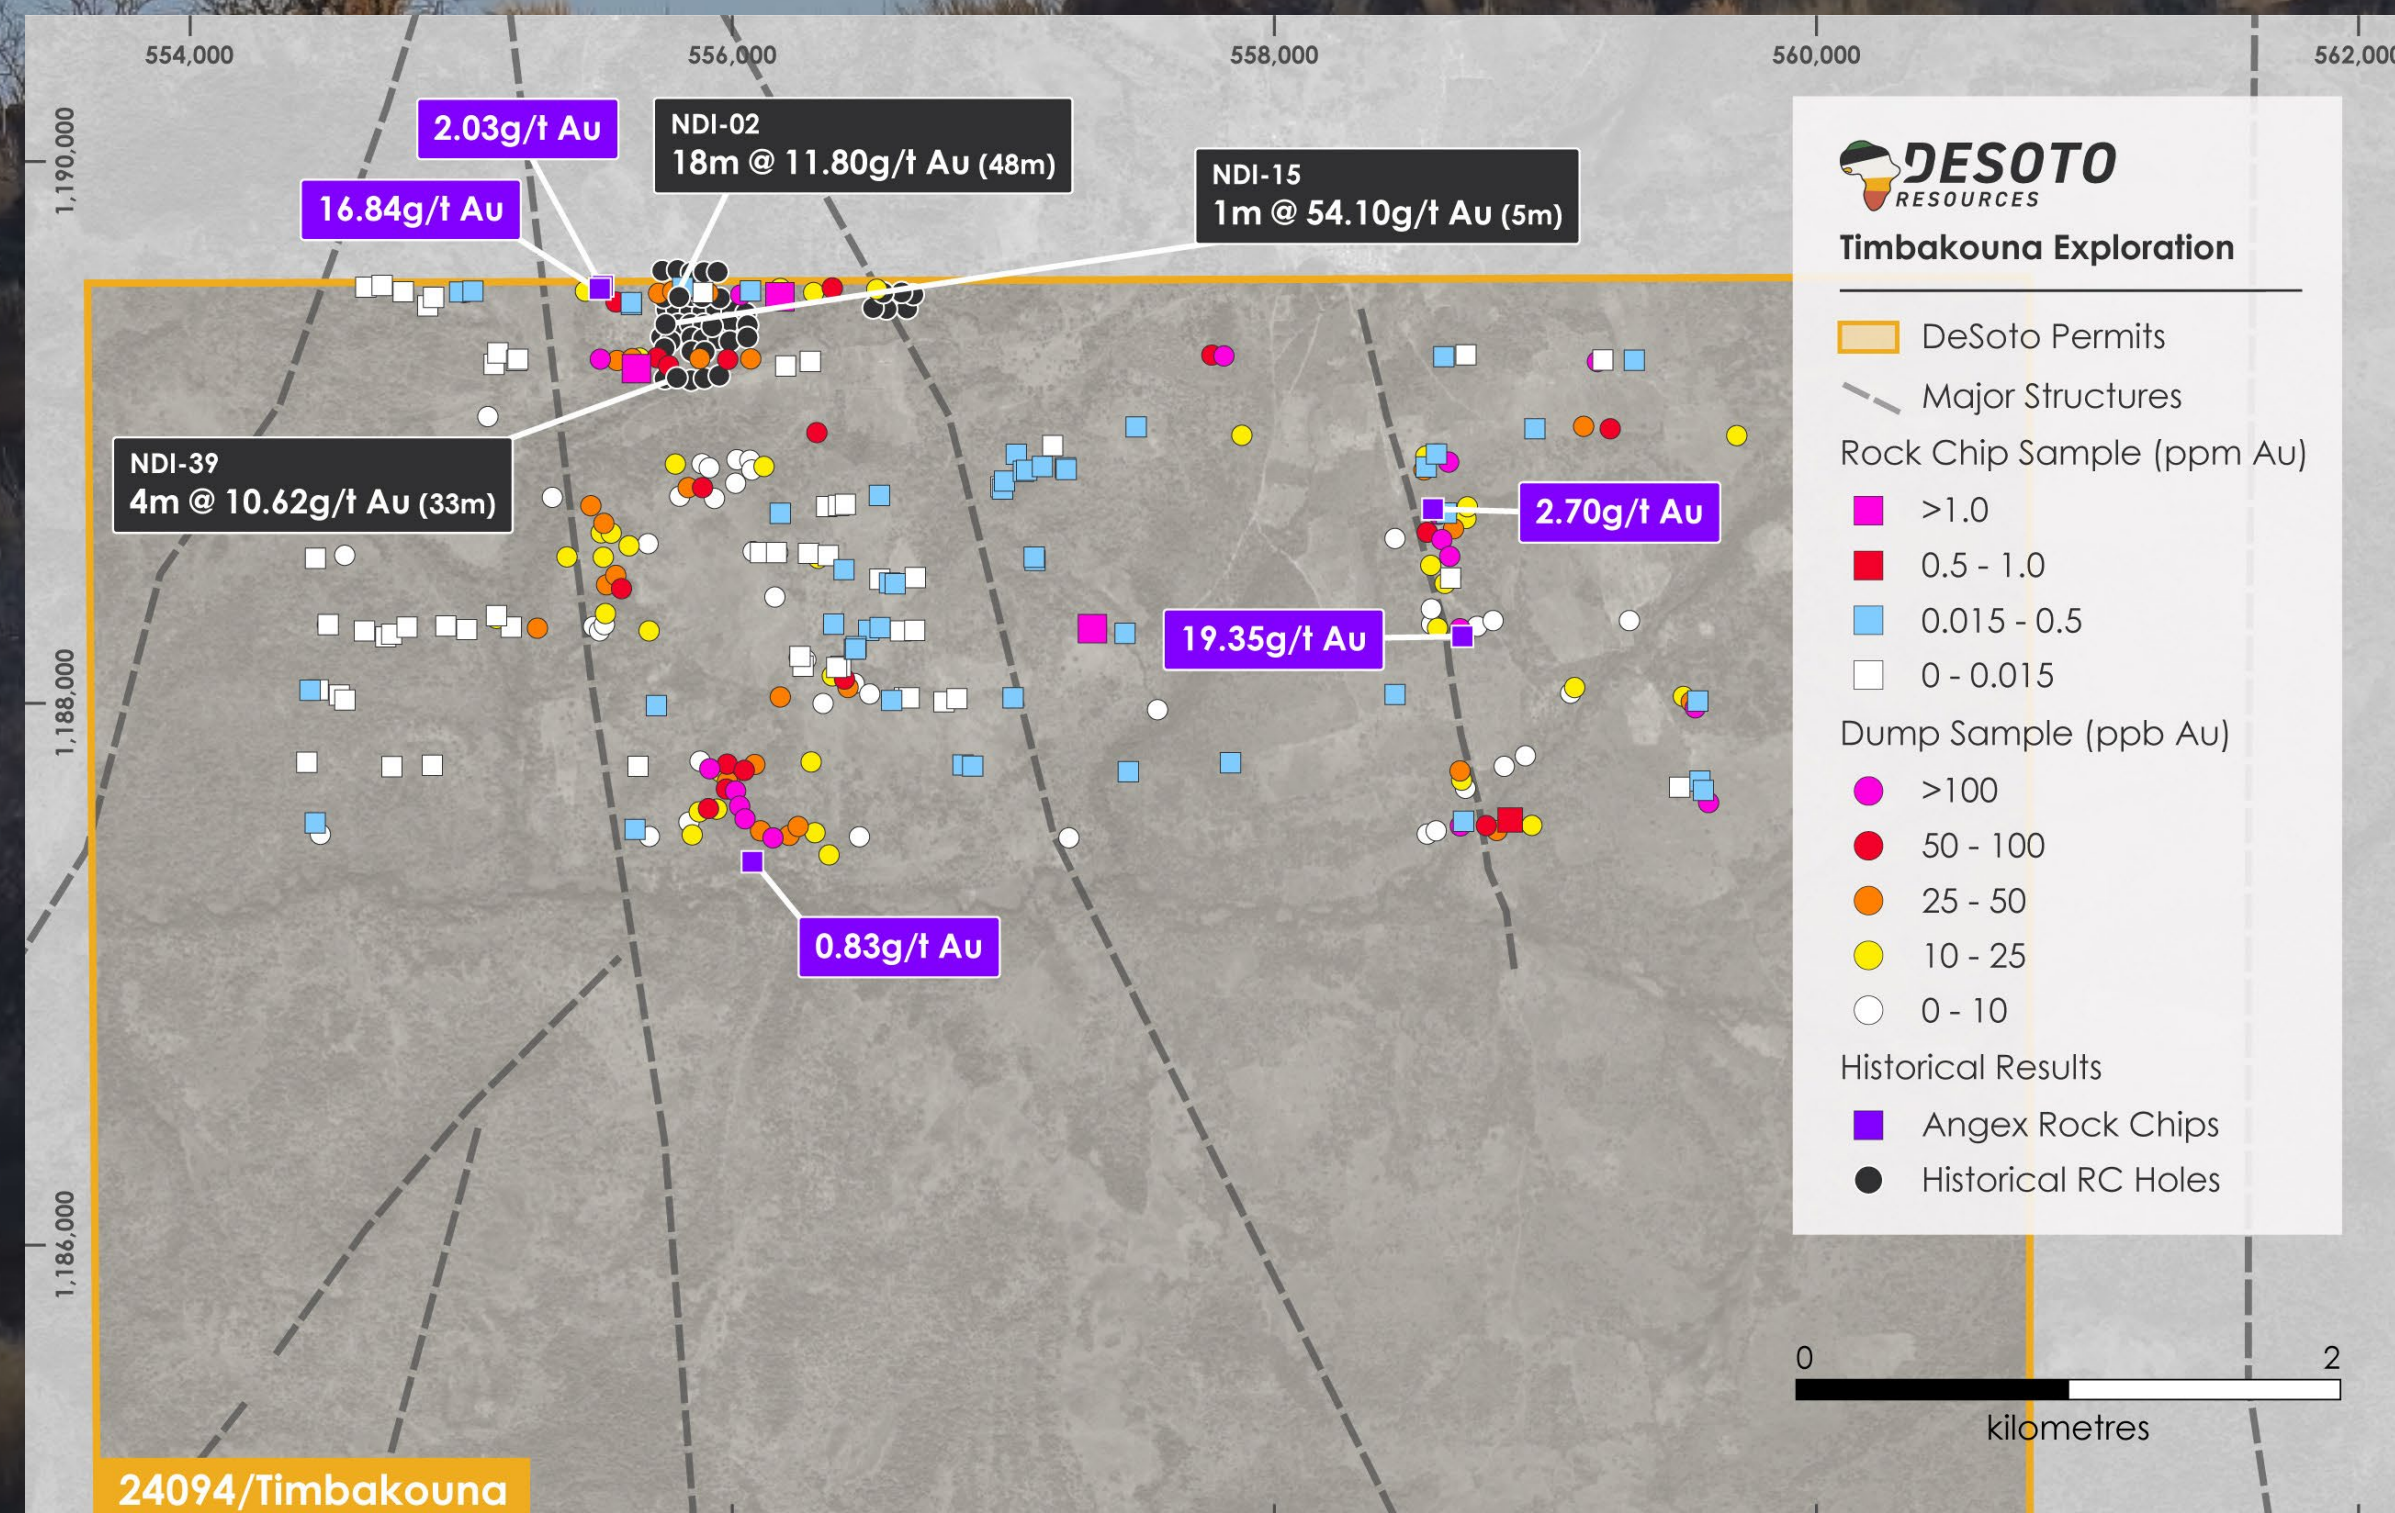 554,000
556,000
558,000
560,000
1,190,000
1,188,000
1,186,000
2.03g/t Au
16.84g/t Au
NDI-02
18m @ 11.80g/t Au (48m)
NDI-15
1m @ 54.10g/t Au (5m)
NDI-39
4m @ 10.62g/t Au (33m)
2.70g/t Au
19.35g/t Au
0.83g/t Au
24094/Timbakouna
DESOTO
RESOURCES
Timbakouna Exploration
DeSoto Permits
Major Structures
Rock Chip Sample (ppm Au)
>1.0
0.5 - 1.0
0.015 - 0.5
0 - 0.015
Dump Sample (ppb Au)
>100
50 - 100
25 - 50
10 - 25
0 - 10
Historical Results
Angex Rock Chips
Historical RC Holes
0 2
kilometres